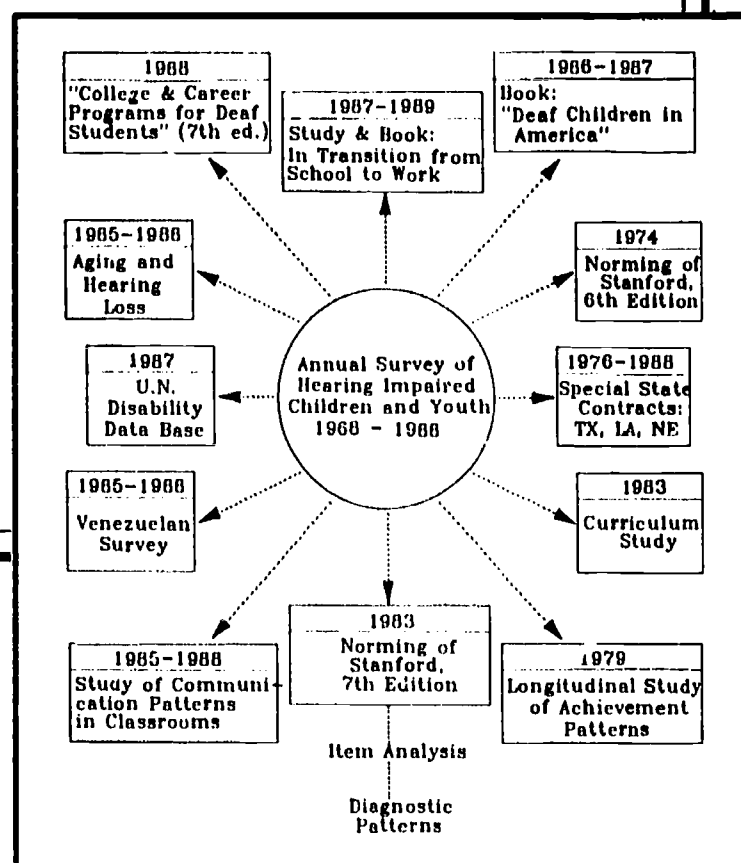 1988
"College & Career
Programs for Deaf
Students" (7th ed.)
1987-1989
Study & Book:
In Transition from
School to Work
1986-1987
Book:
"Deaf Children in
America"
1985-1988
Aging and
Hearing
Loss
1974
Norming of
Stanford,
6th Edition
1987
U.N.
Disability
Data Base
Annual Survey of
Hearing Impaired
Children and Youth
1968 - 1988
1976-1988
Special State
Contracts:
TX, LA, NE
1985-1988
Venezuelan
Survey
1983
Curriculum
Study
1985-1988
Study of Communi-
cation Patterns
in Classrooms
1983
Norming of
Stanford,
7th Edition
1979
Longitudinal Study
of Achievement
Patterns
Item Analysis
Diagnostic
Patterns